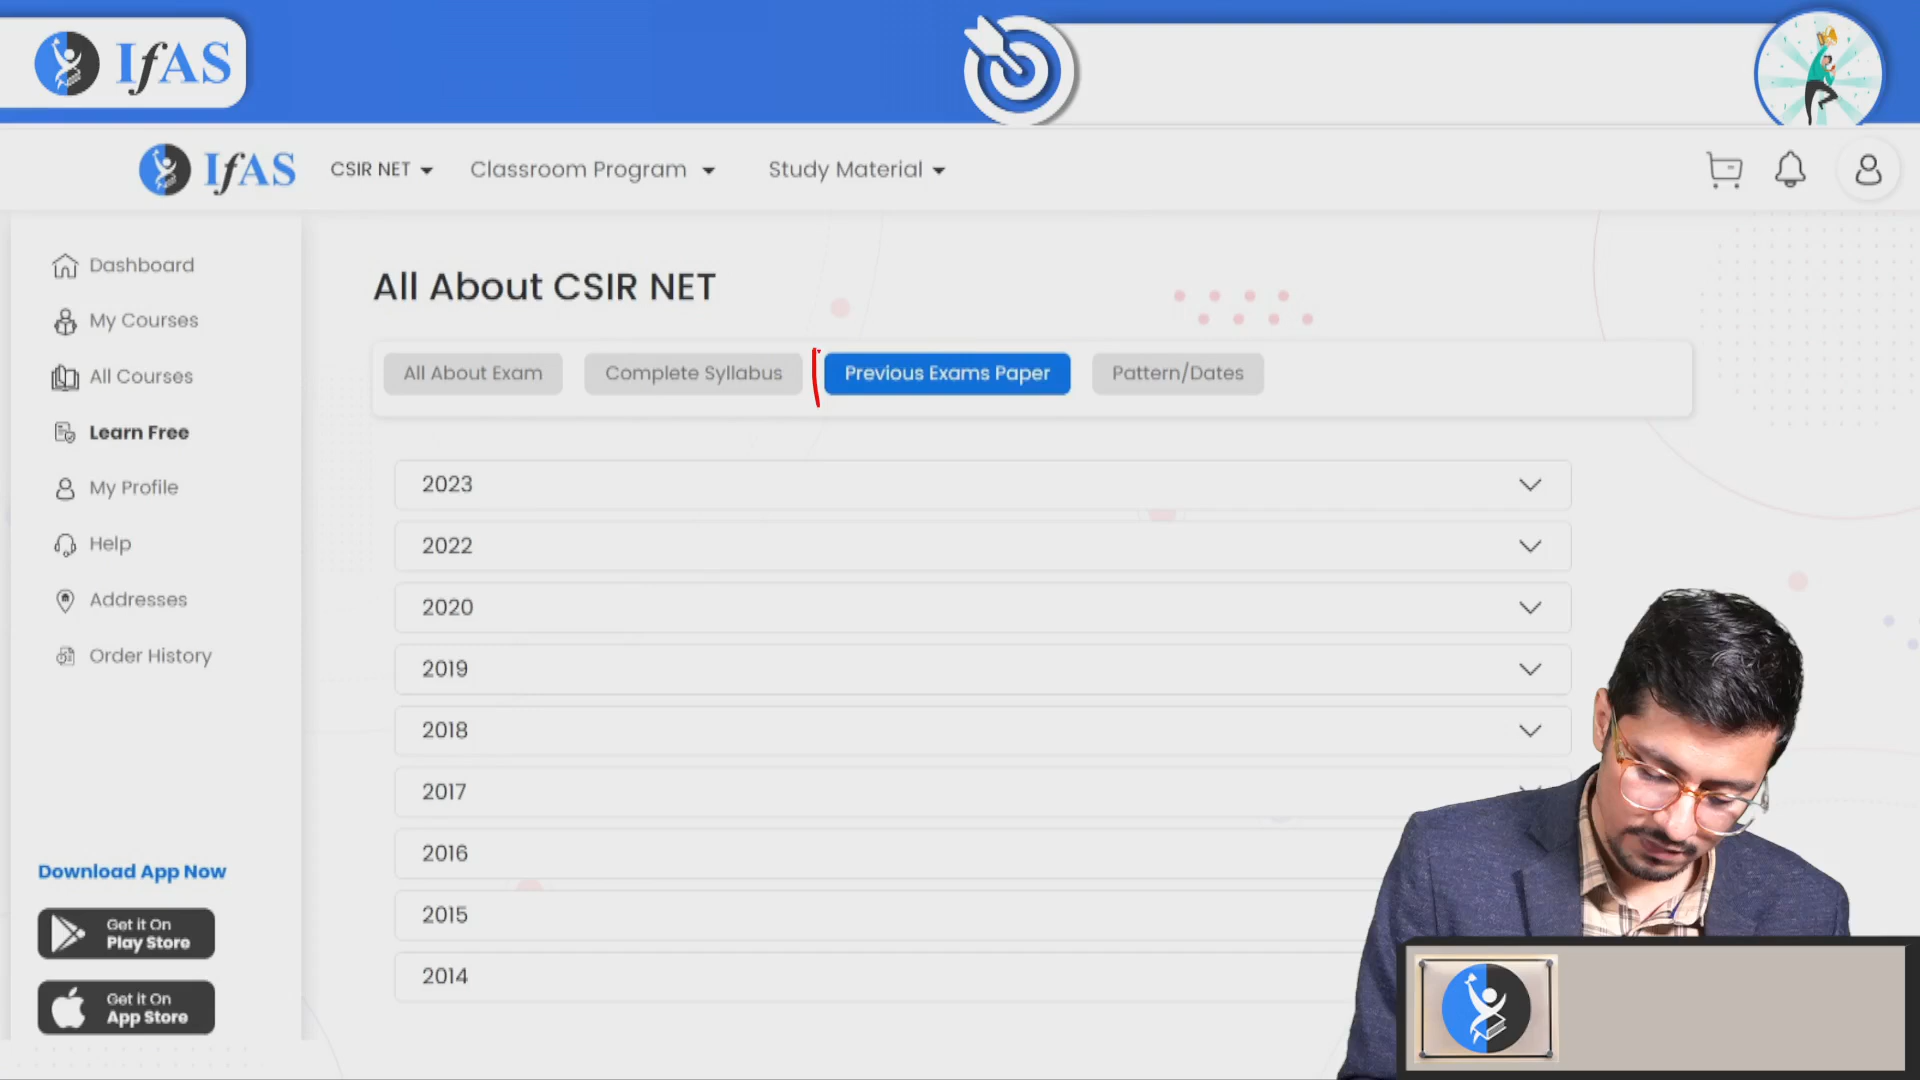 IfAS
IfAS
CSIR NET
Classroom Program
Study Material
Dashboard
My Courses
All Courses
Learn Free
My Profile
Help
Addresses
Order History
Download App Now
Get it On
Play Store
Get it On
App Store
All About CSIR NET
All About Exam
Complete Syllabus
Previous Exams Paper
Pattern/Dates
2023
2022
2020
2019
2018
2017
2016
2015
2014